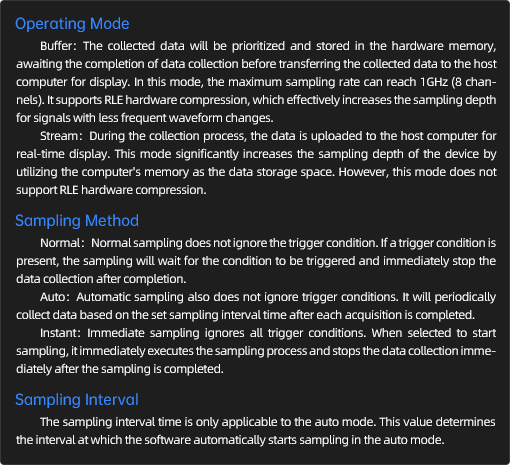 Operating Mode
Buffer: The collected data will be prioritized and stored in the hardware memory,
awaiting the completion of data collection before transferring the collected data to the host
computer for display. In this mode, the maximum sampling rate can reach 1GHz (8 chan-
nels). It supports RLE hardware compression, which effectively increases the sampling depth
for signals with less frequent waveform changes.
Stream: During the collection process, the data is uploaded to the host computer for
real-time display. This mode significantly increases the sampling depth of the device by
utilizing the computer's memory as the data storage space. However, this mode does not
support RLE hardware compression.
Sampling Method
Normal: Normal sampling does not ignore the trigger condition. If a trigger condition is
present, the sampling will wait for the condition to be triggered and immediately stop the
data collection after completion.
Auto: Automatic sampling also does not ignore trigger conditions. It will periodically
collect data based on the set sampling interval time after each acquisition is completed.
Instant: Immediate sampling ignores all trigger conditions. When selected to start
sampling, it immediately executes the sampling process and stops the data collection imme-
diately after the sampling is completed.
Sampling Interval
The sampling interval time is only applicable to the auto mode. This value determines
the interval at which the software automatically starts sampling in the auto mode.